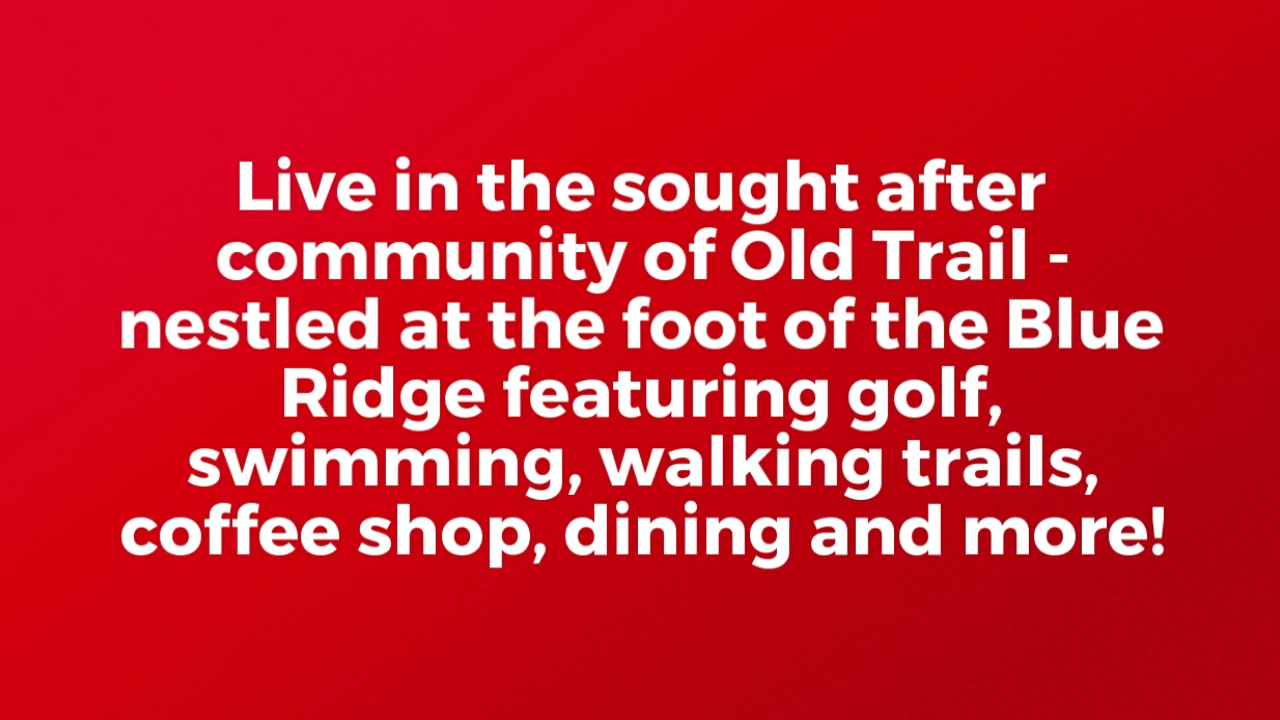 Live in the sought after
community of Old Trail -
nestled at the foot of the Blue
Ridge featuring golf,
swimming, walking trails,
coffee shop, dining and more!